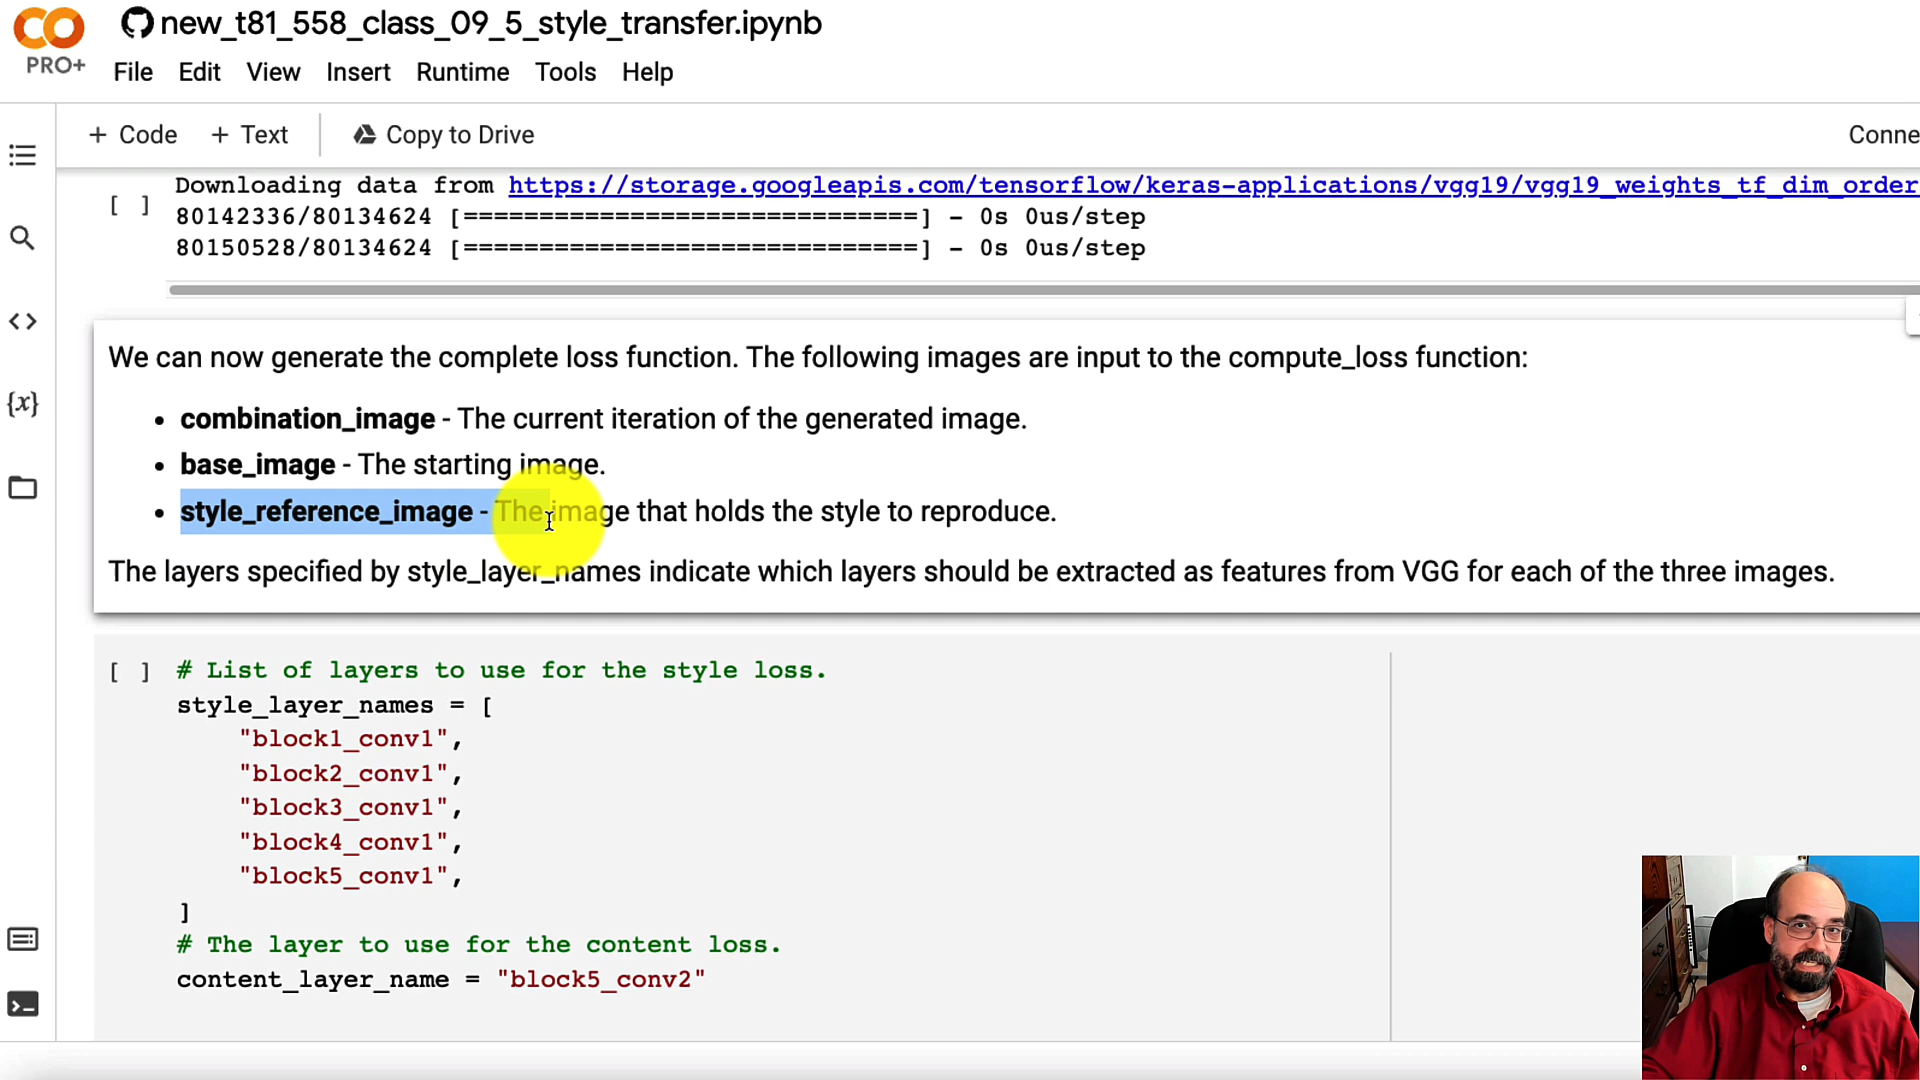 new_t81_558_class_09_5_style_transfer.ipynb
PRO+
File Edit View Insert Runtime Tools Help
+ Code + Text Copy to Drive Conne
[ ] Downloading data from https://storage.googleapis.com/tensorflow/keras-applications/vgg19/vgg19_weights_tf_dim_order
80142336/80134624 [==============================] - 0s 0us/step
80150528/80134624 [==============================] - 0s 0us/step
We can now generate the complete loss function. The following images are input to the compute_loss function:
• combination_image - The current iteration of the generated image.
• base_image - The starting image.
• style_reference_image - The image that holds the style to reproduce.
The layers specified by style_layer_names indicate which layers should be extracted as features from VGG for each of the three images.
[ ] # List of layers to use for the style loss.
style_layer_names = [
"block1_conv1",
"block2_conv1",
"block3_conv1",
"block4_conv1",
"block5_conv1",
]
# The layer to use for the content loss.
content_layer_name = "block5_conv2"